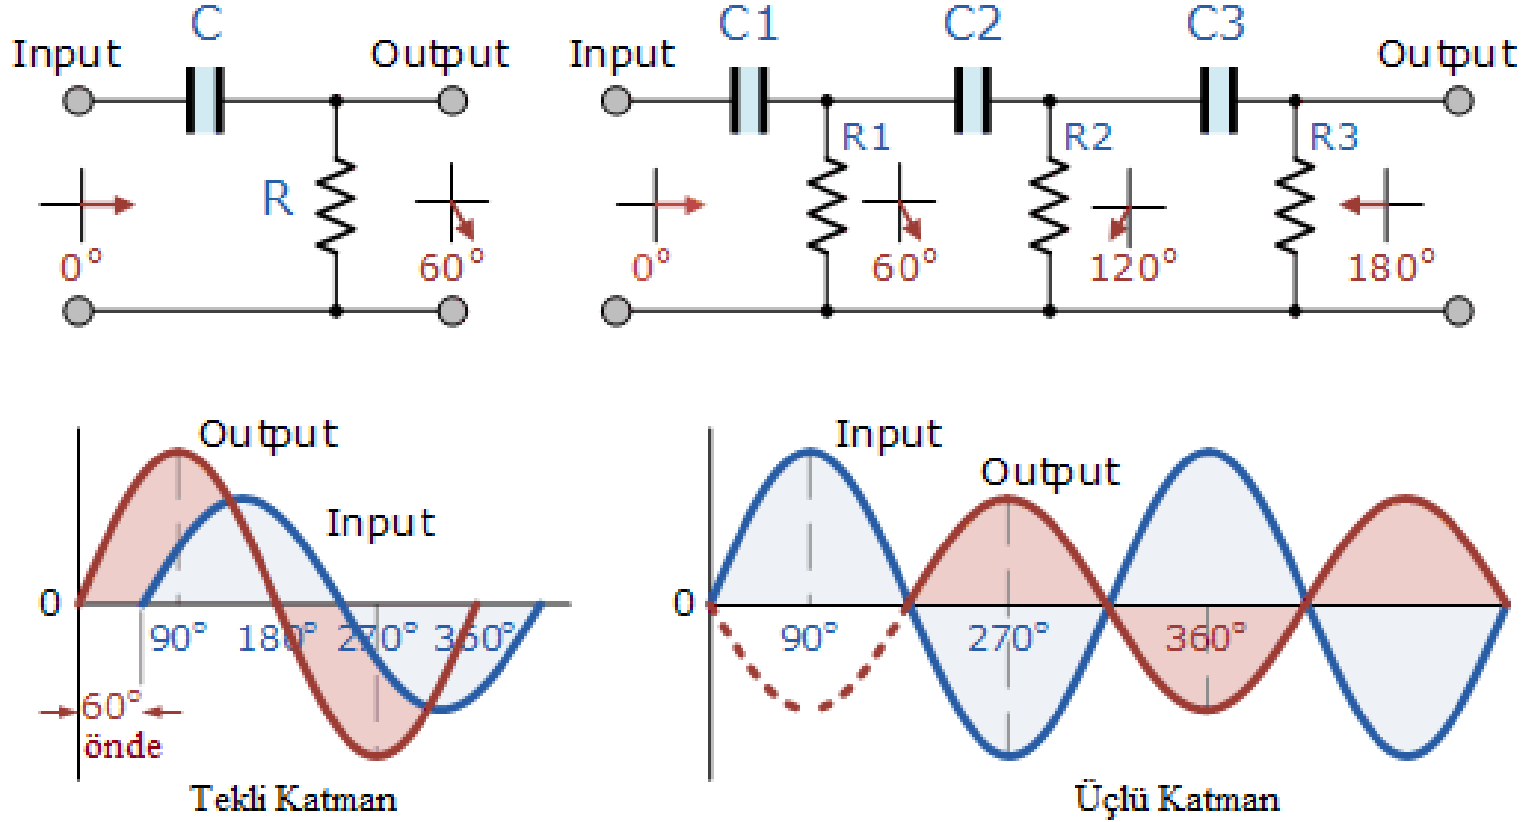 C
Input
Output
R
0°
60°
C1
C2
C3
Input
Output
R1
R2
R3
0°
60°
120°
180°
Output
Input
0
90°
180°
270°
360°
60°
önde
Tekli Katman
Input
Output
0
90°
270°
360°
Üçlü Katman